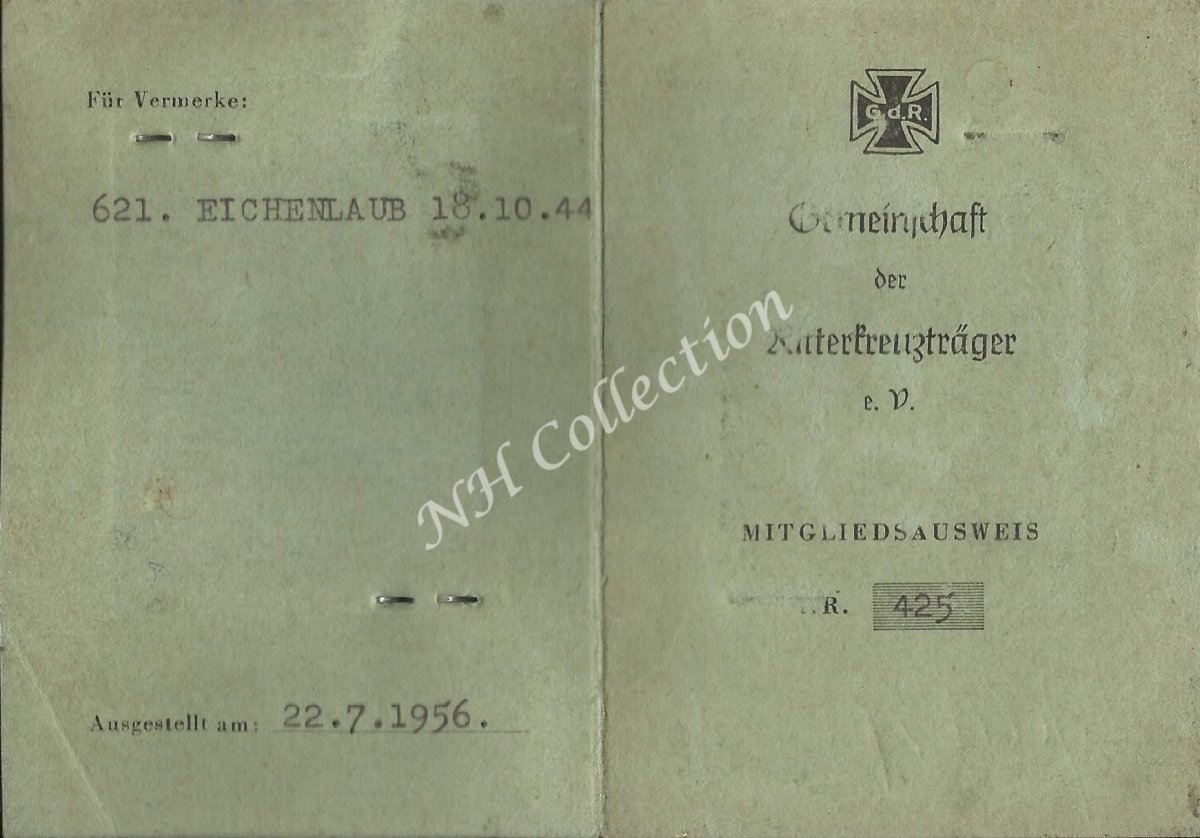 Für Vermerke:
621. EICHENLAUB 18.10.44
Ausgestellt am: 22.7.1956.
G.d.R.
Gemeinschaft
der
Ritterkreuzträger
e. V.
MITGLIEDSAUSWEIS
NR. 425
NH Collection